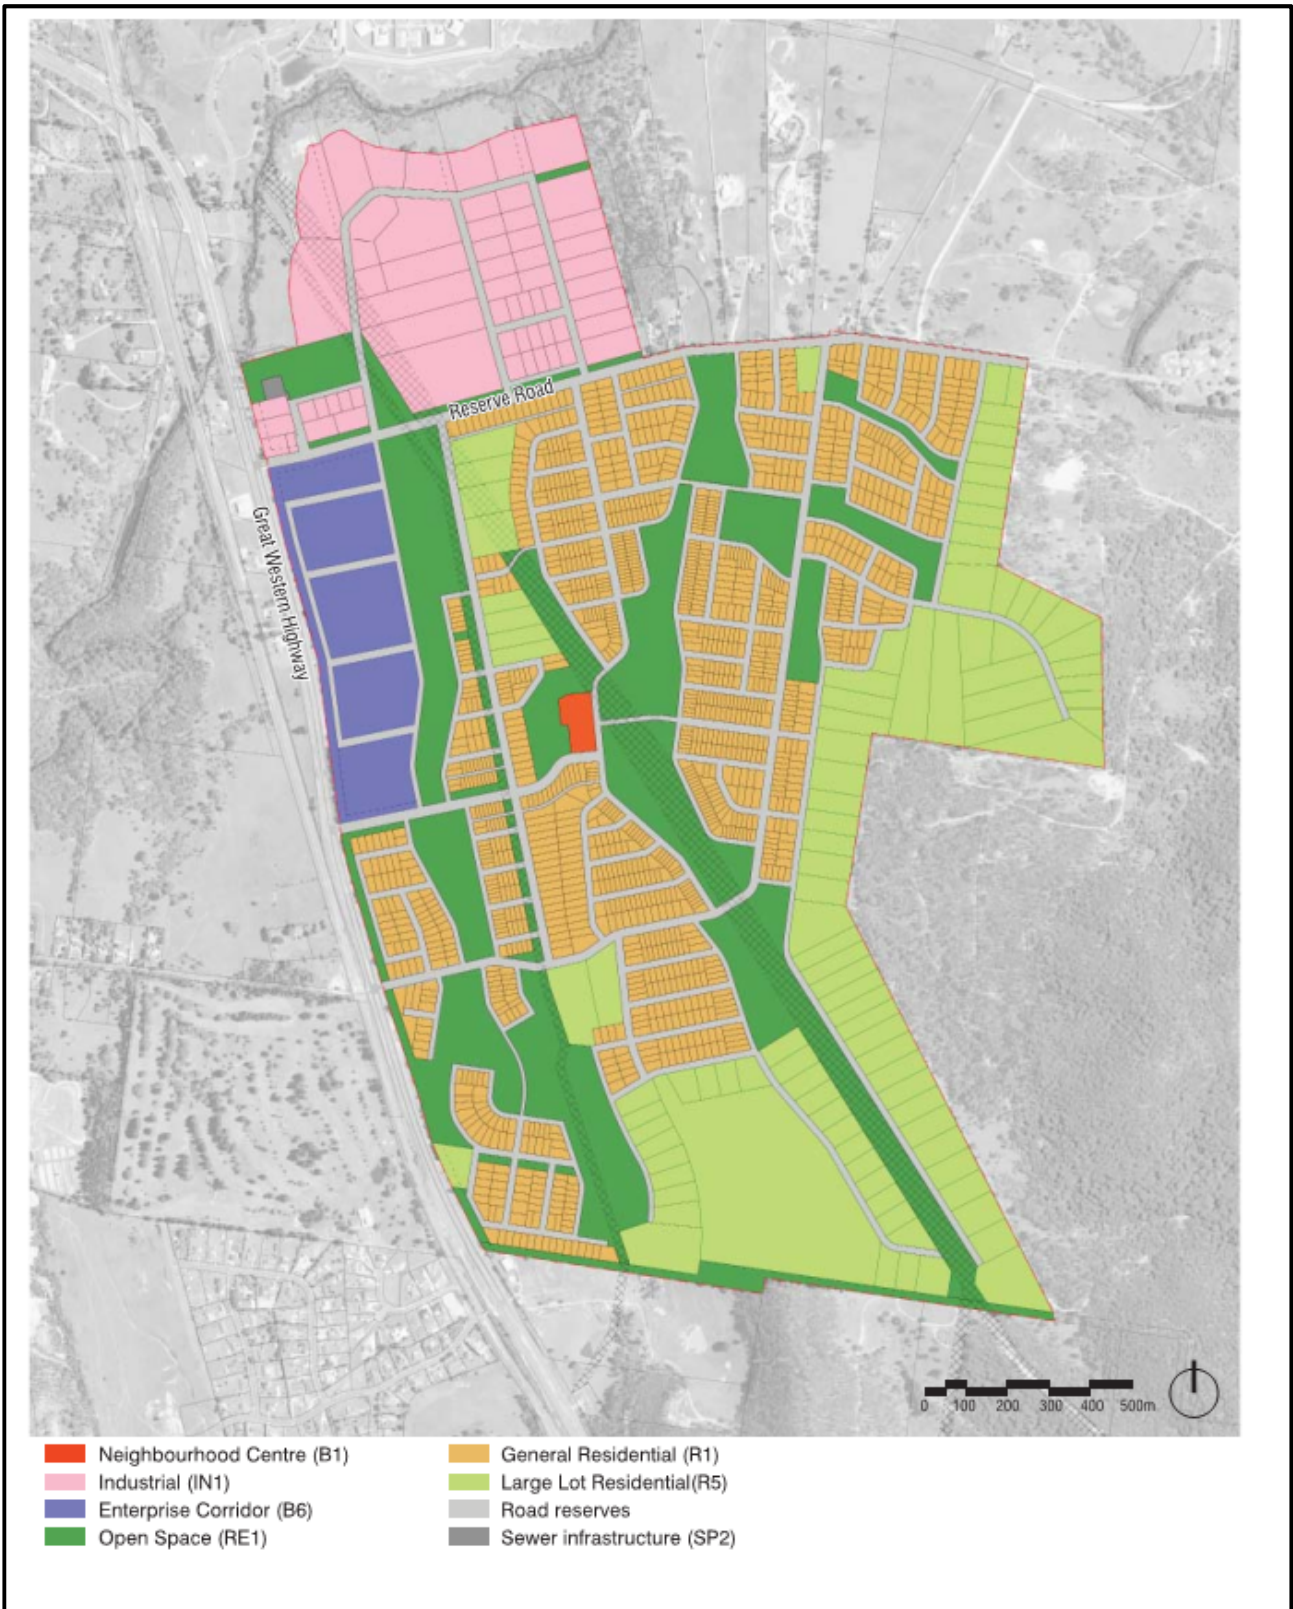 Reserve Road
Great Western Highway
0 100 200 300 400 500m
Neighbourhood Centre (B1)
Industrial (IN1)
Enterprise Corridor (B6)
Open Space (RE1)
General Residential (R1)
Large Lot Residential(R5)
Road reserves
Sewer infrastructure (SP2)